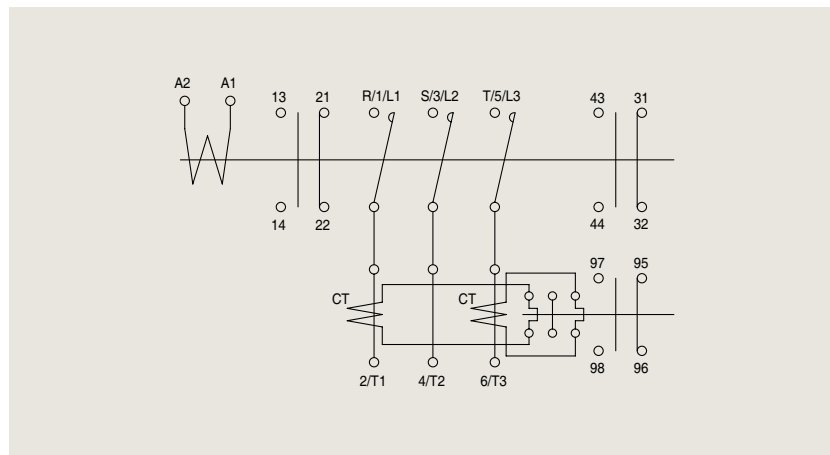 A2 A1
13 21 R/1/L1 S/3/L2 T/5/L3 43 31
14 22 44 32
97 95
CT CT
98 96
2/T1 4/T2 6/T3